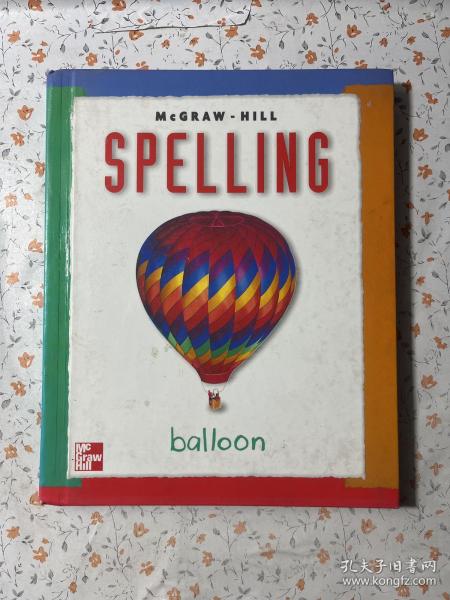 McGRAW-HILL
SPELLING
balloon
Mc
Graw
Hill
孔夫子旧书网
www.kongfz.com